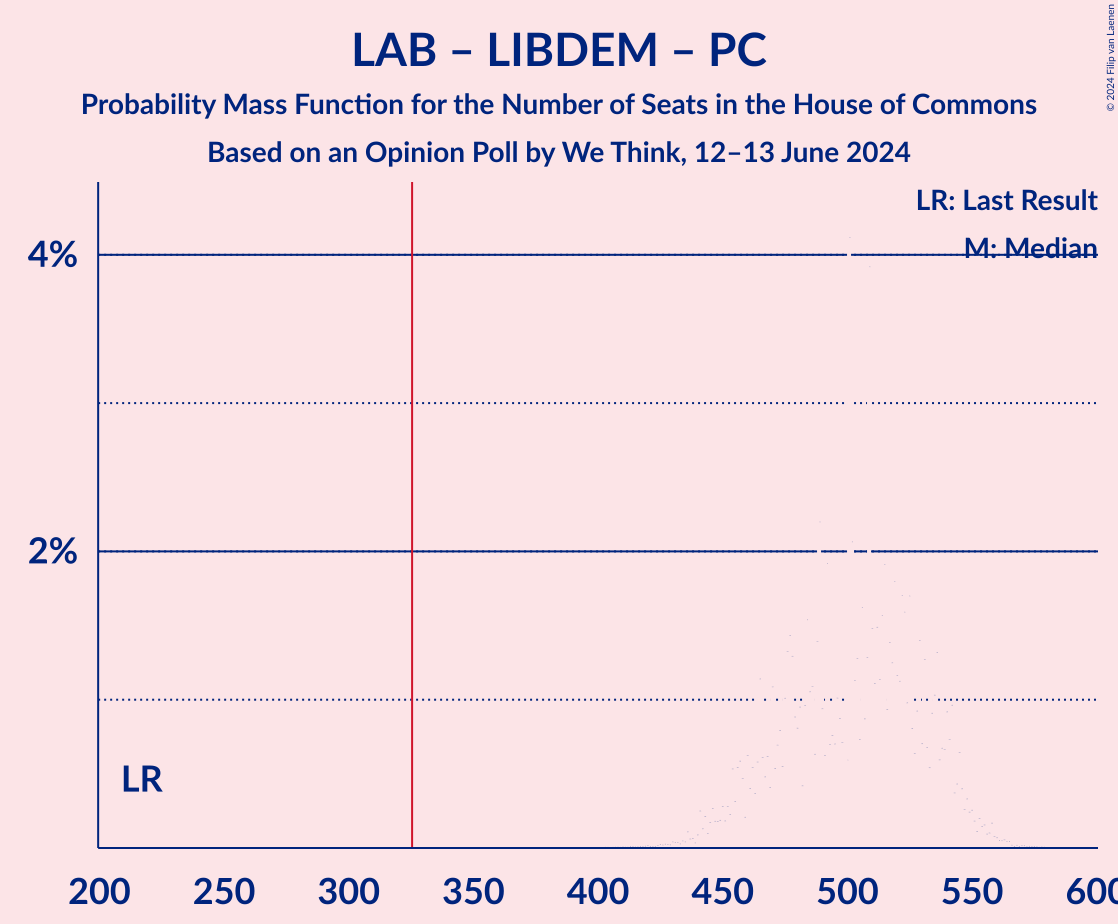 LAB – LIBDEM – PC
Probability Mass Function for the Number of Seats in the House of Commons
Based on an Opinion Poll by We Think, 12–13 June 2024
© 2024 Filip van Laenen
LR: Last Result
M: Median
4%
2%
LR
200 250 300 350 400 450 500 550 600